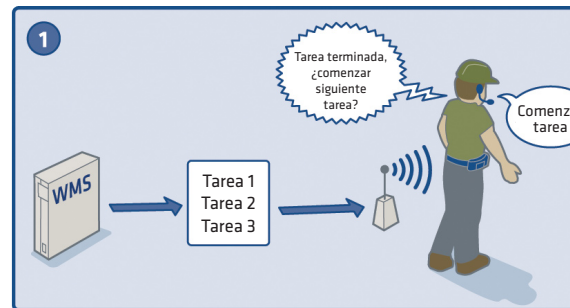 1
Tarea terminada,
¿comenzar
siguiente
tarea?
tarea
WMS
Tarea 1
Tarea 2
Tarea 3